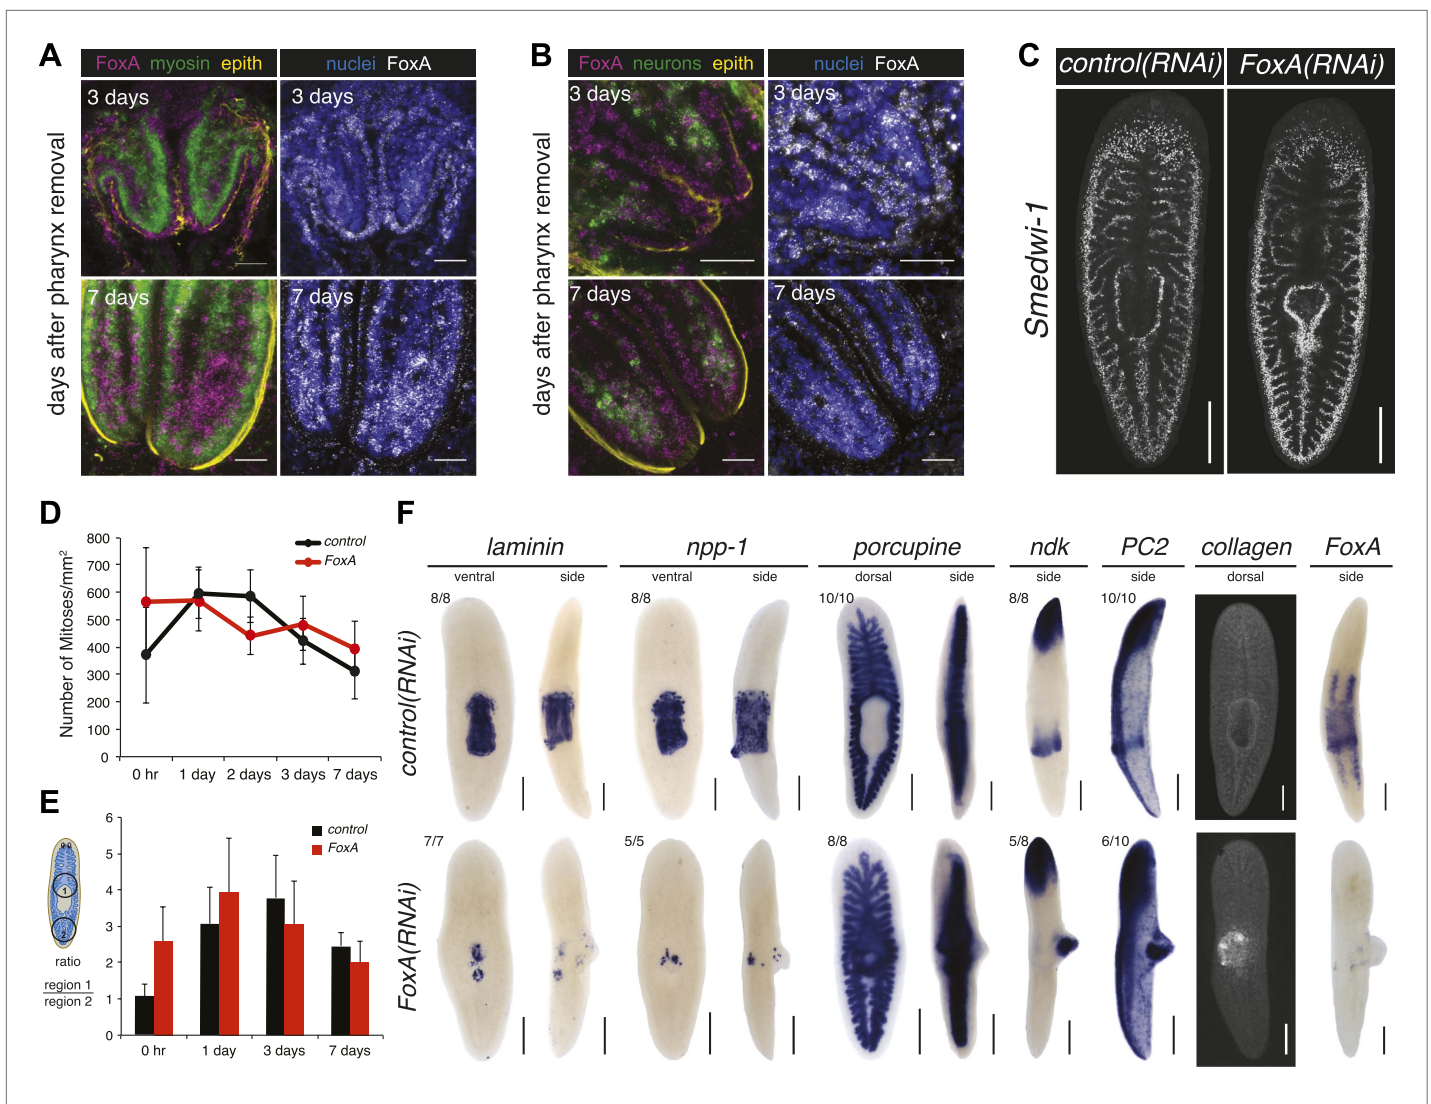 A
FoxA myosin epith
nuclei FoxA
3 days
3 days
7 days
7 days
days after pharynx removal
B
FoxA neurons epith
nuclei FoxA
3 days
3 days
7 days
7 days
days after pharynx removal
C
control(RNAi)
FoxA(RNAi)
Smedwi-1
D
control
FoxA
Number of Mitoses/mm²
800
700
600
500
400
300
200
100
0
0 hr 1 day 2 days 3 days 7 days
E
control
FoxA
6
5
4
3
2
1
0
0 hr 1 day 3 days 7 days
1
2
ratio
region 1
region 2
F
laminin npp-1 porcupine ndk PC2 collagen FoxA
ventral side ventral side dorsal side side side dorsal side
control(RNAi)
8/8 8/8 10/10 8/8 10/10
FoxA(RNAi)
7/7 5/5 8/8 5/8 6/10